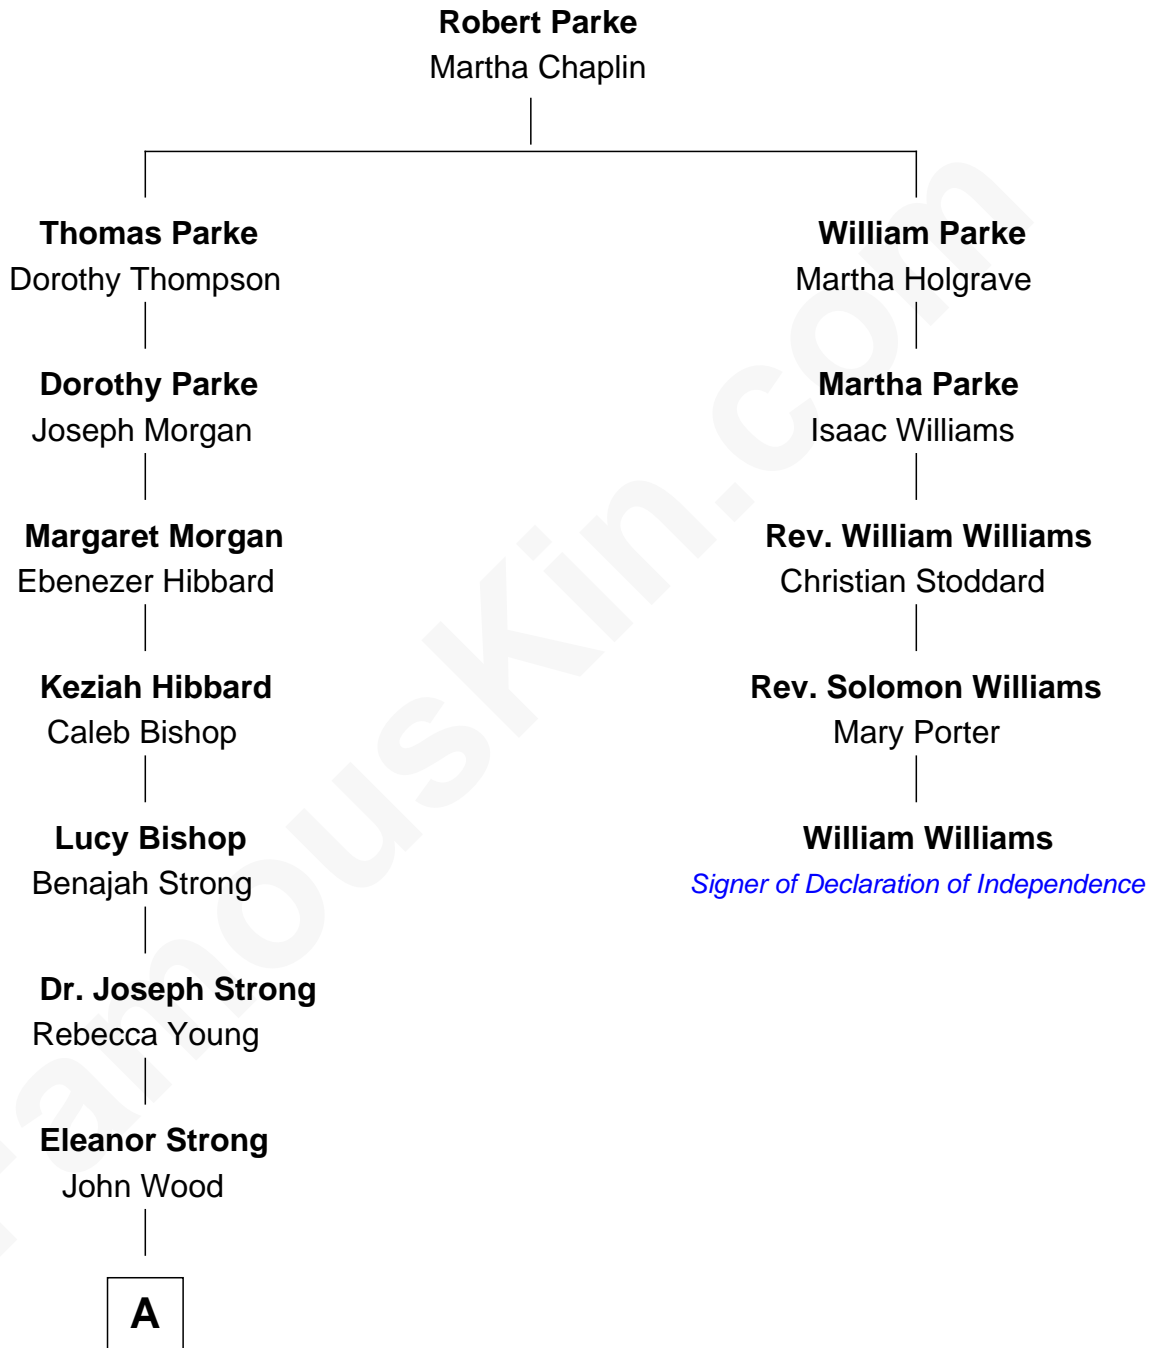 Robert Parke
Martha Chaplin
Thomas Parke
Dorothy Thompson
William Parke
Martha Holgrave
Dorothy Parke
Joseph Morgan
Martha Parke
Isaac Williams
Margaret Morgan
Ebenezer Hibbard
Rev. William Williams
Christian Stoddard
Keziah Hibbard
Caleb Bishop
Rev. Solomon Williams
Mary Porter
Lucy Bishop
Benajah Strong
William Williams
Signer of Declaration of Independence
Dr. Joseph Strong
Rebecca Young
Eleanor Strong
John Wood
A
FamousKin.com